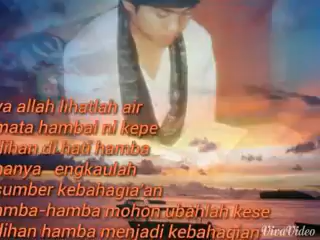 ya allah lihatlah air
mata hambai ni kepe
dihan di hati hamba
hanya engkaulah
sumber kebahagia'an
amba-hamba mohon ubahlah kese
dihan hamba menjadi kebahagian
VivaVideo